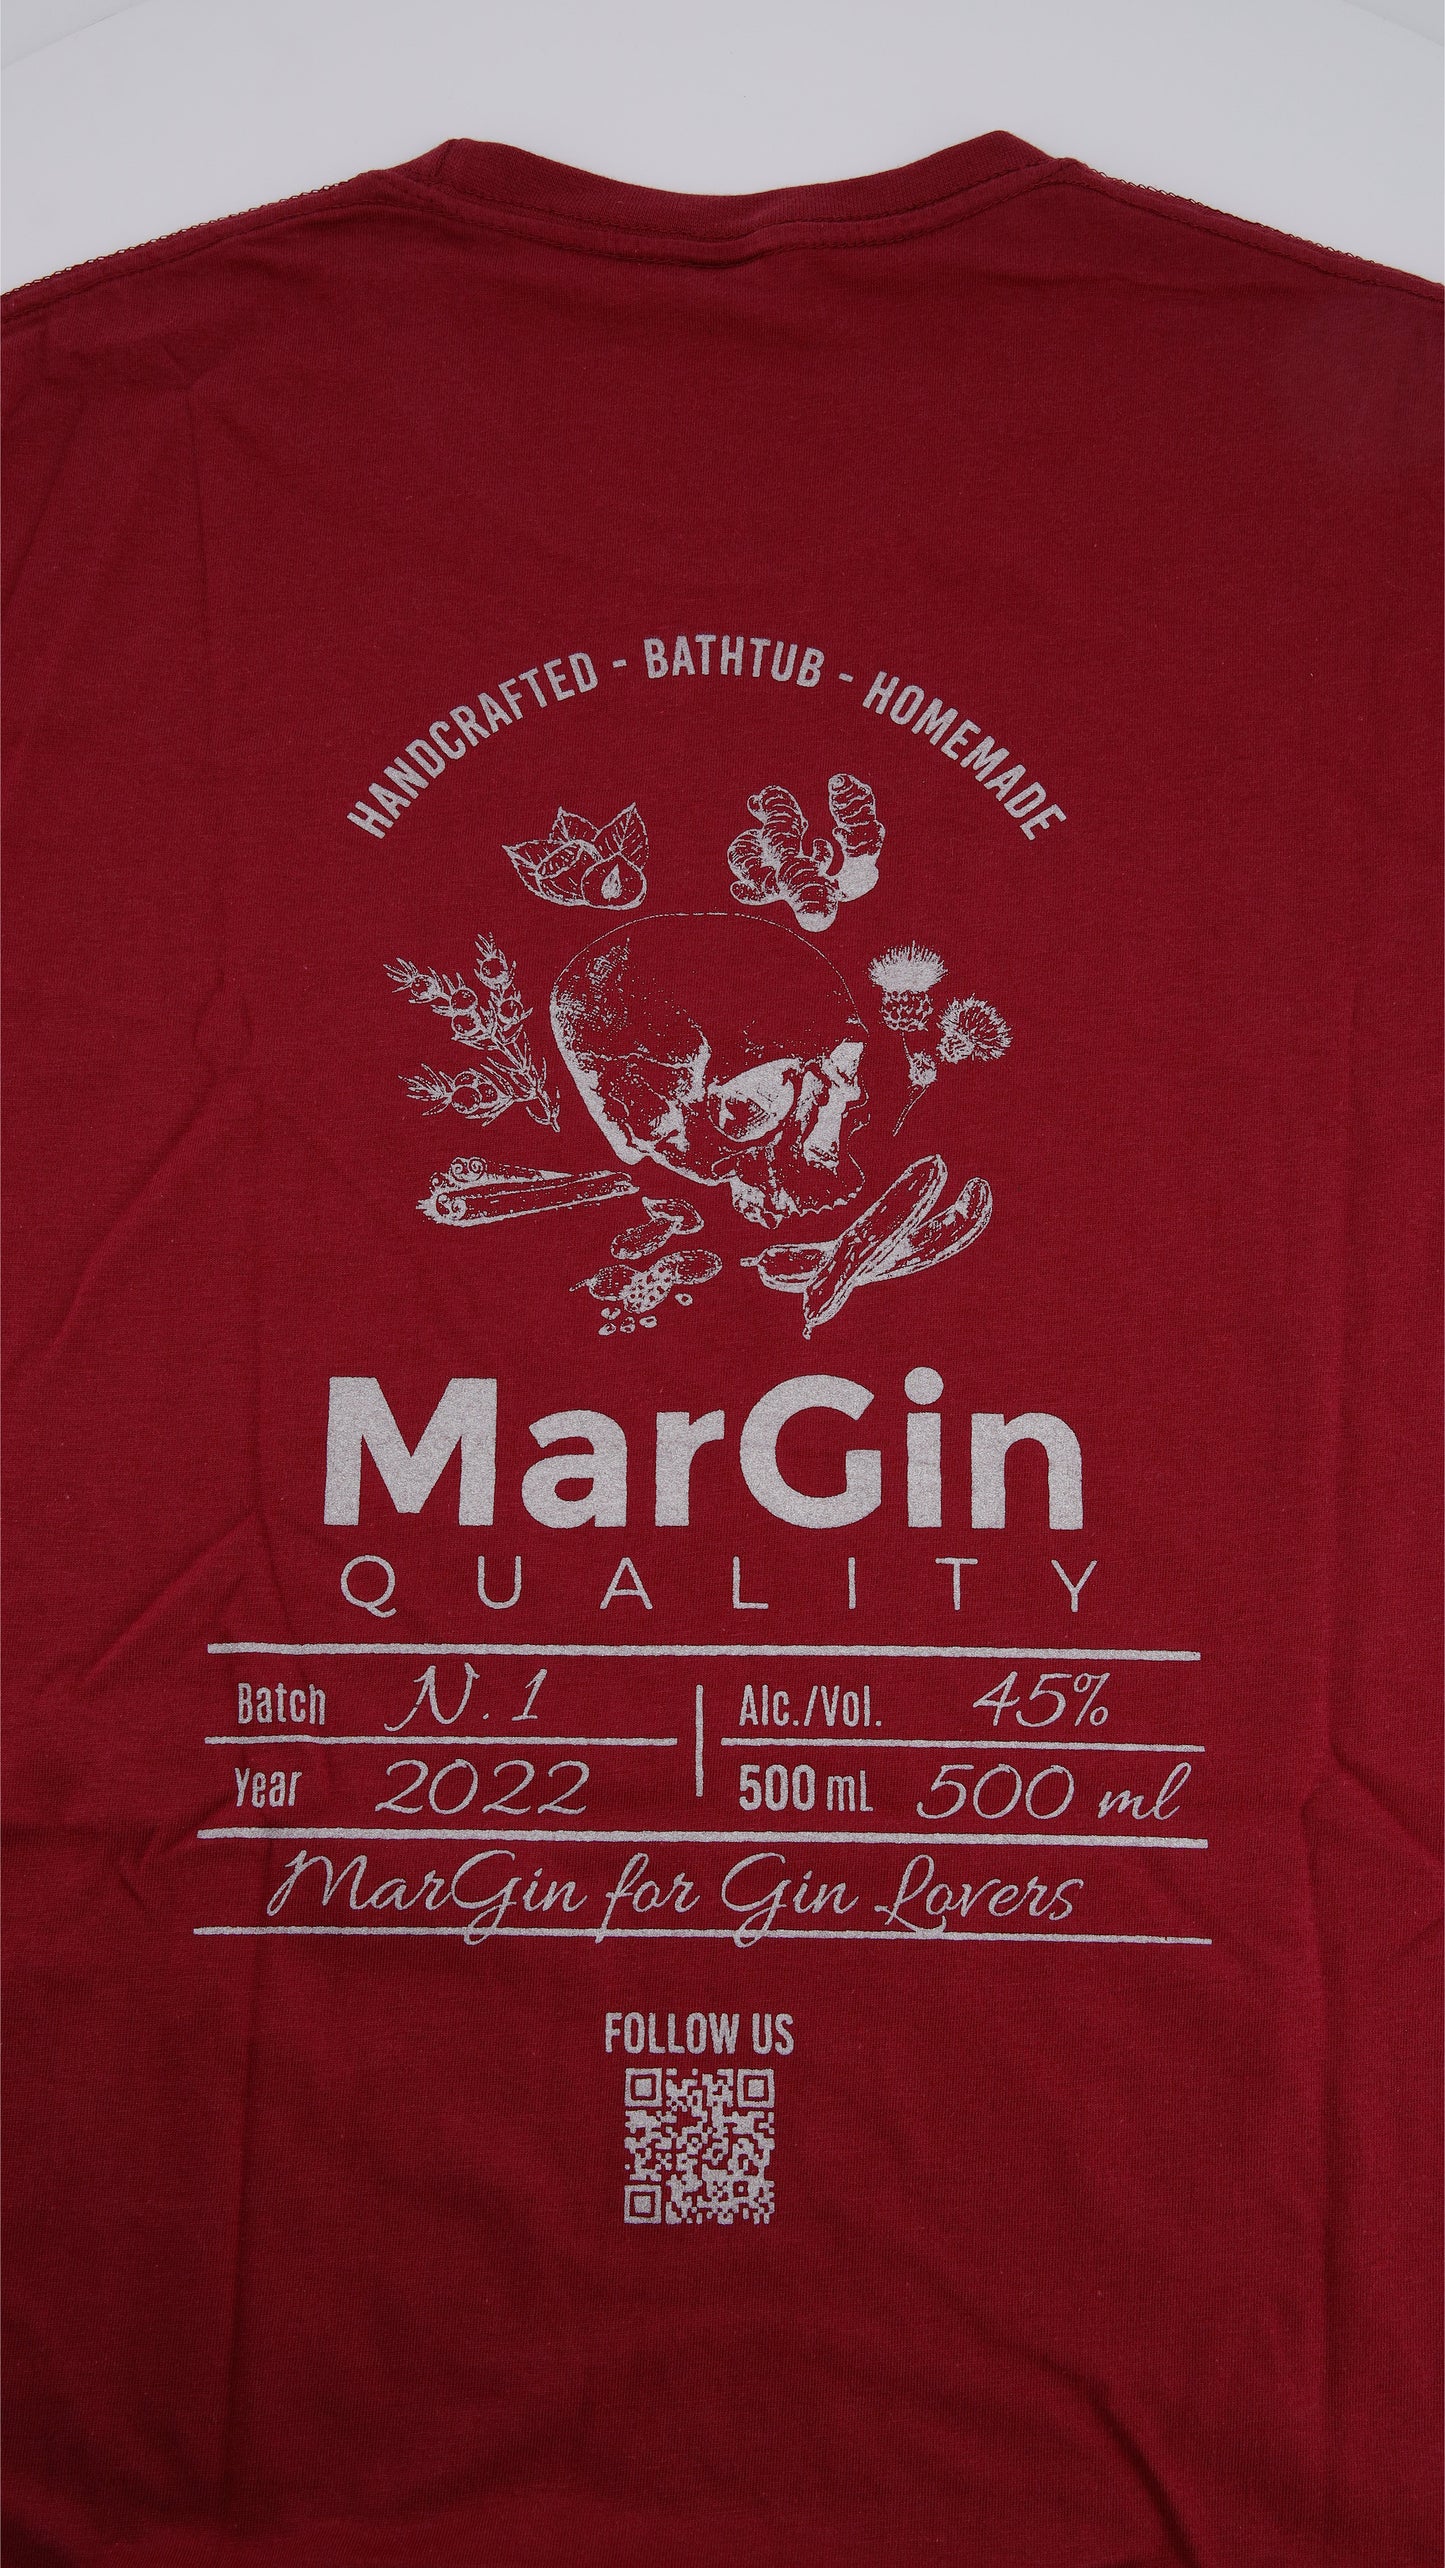 HANDCRAFTED - BATHTUB - HOMEMADE
MarGin
QUALITY
Batch N. 1 Alc./Vol. 45%
Year 2022 500 mL 500 ml
MarGin for Gin Lovers
FOLLOW US